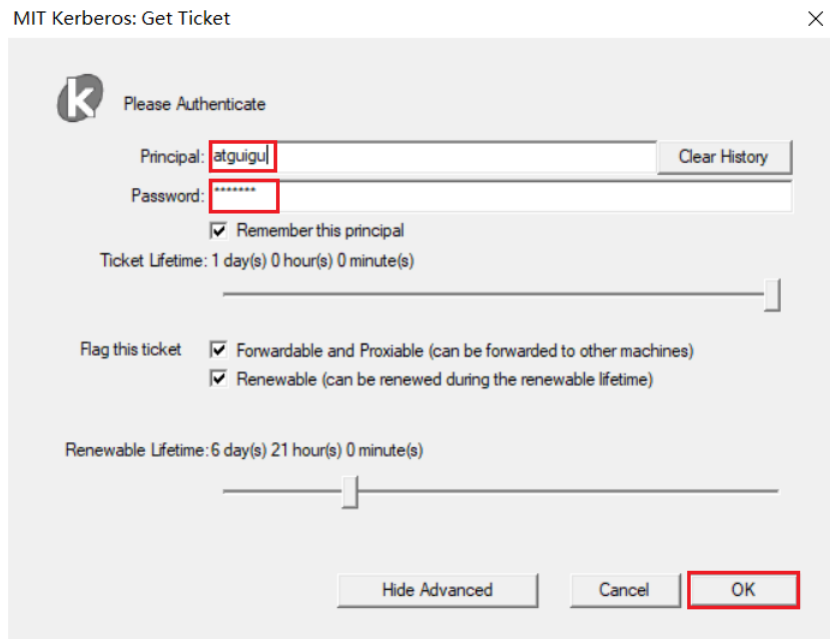 MIT Kerberos: Get Ticket
Please Authenticate
Principal: atguigu Clear History
Password: *******
Remember this principal
Ticket Lifetime: 1 day(s) 0 hour(s) 0 minute(s)
Flag this ticket Forwardable and Proxiable (can be forwarded to other machines)
Renewable (can be renewed during the renewable lifetime)
Renewable Lifetime: 6 day(s) 21 hour(s) 0 minute(s)
Hide Advanced Cancel OK